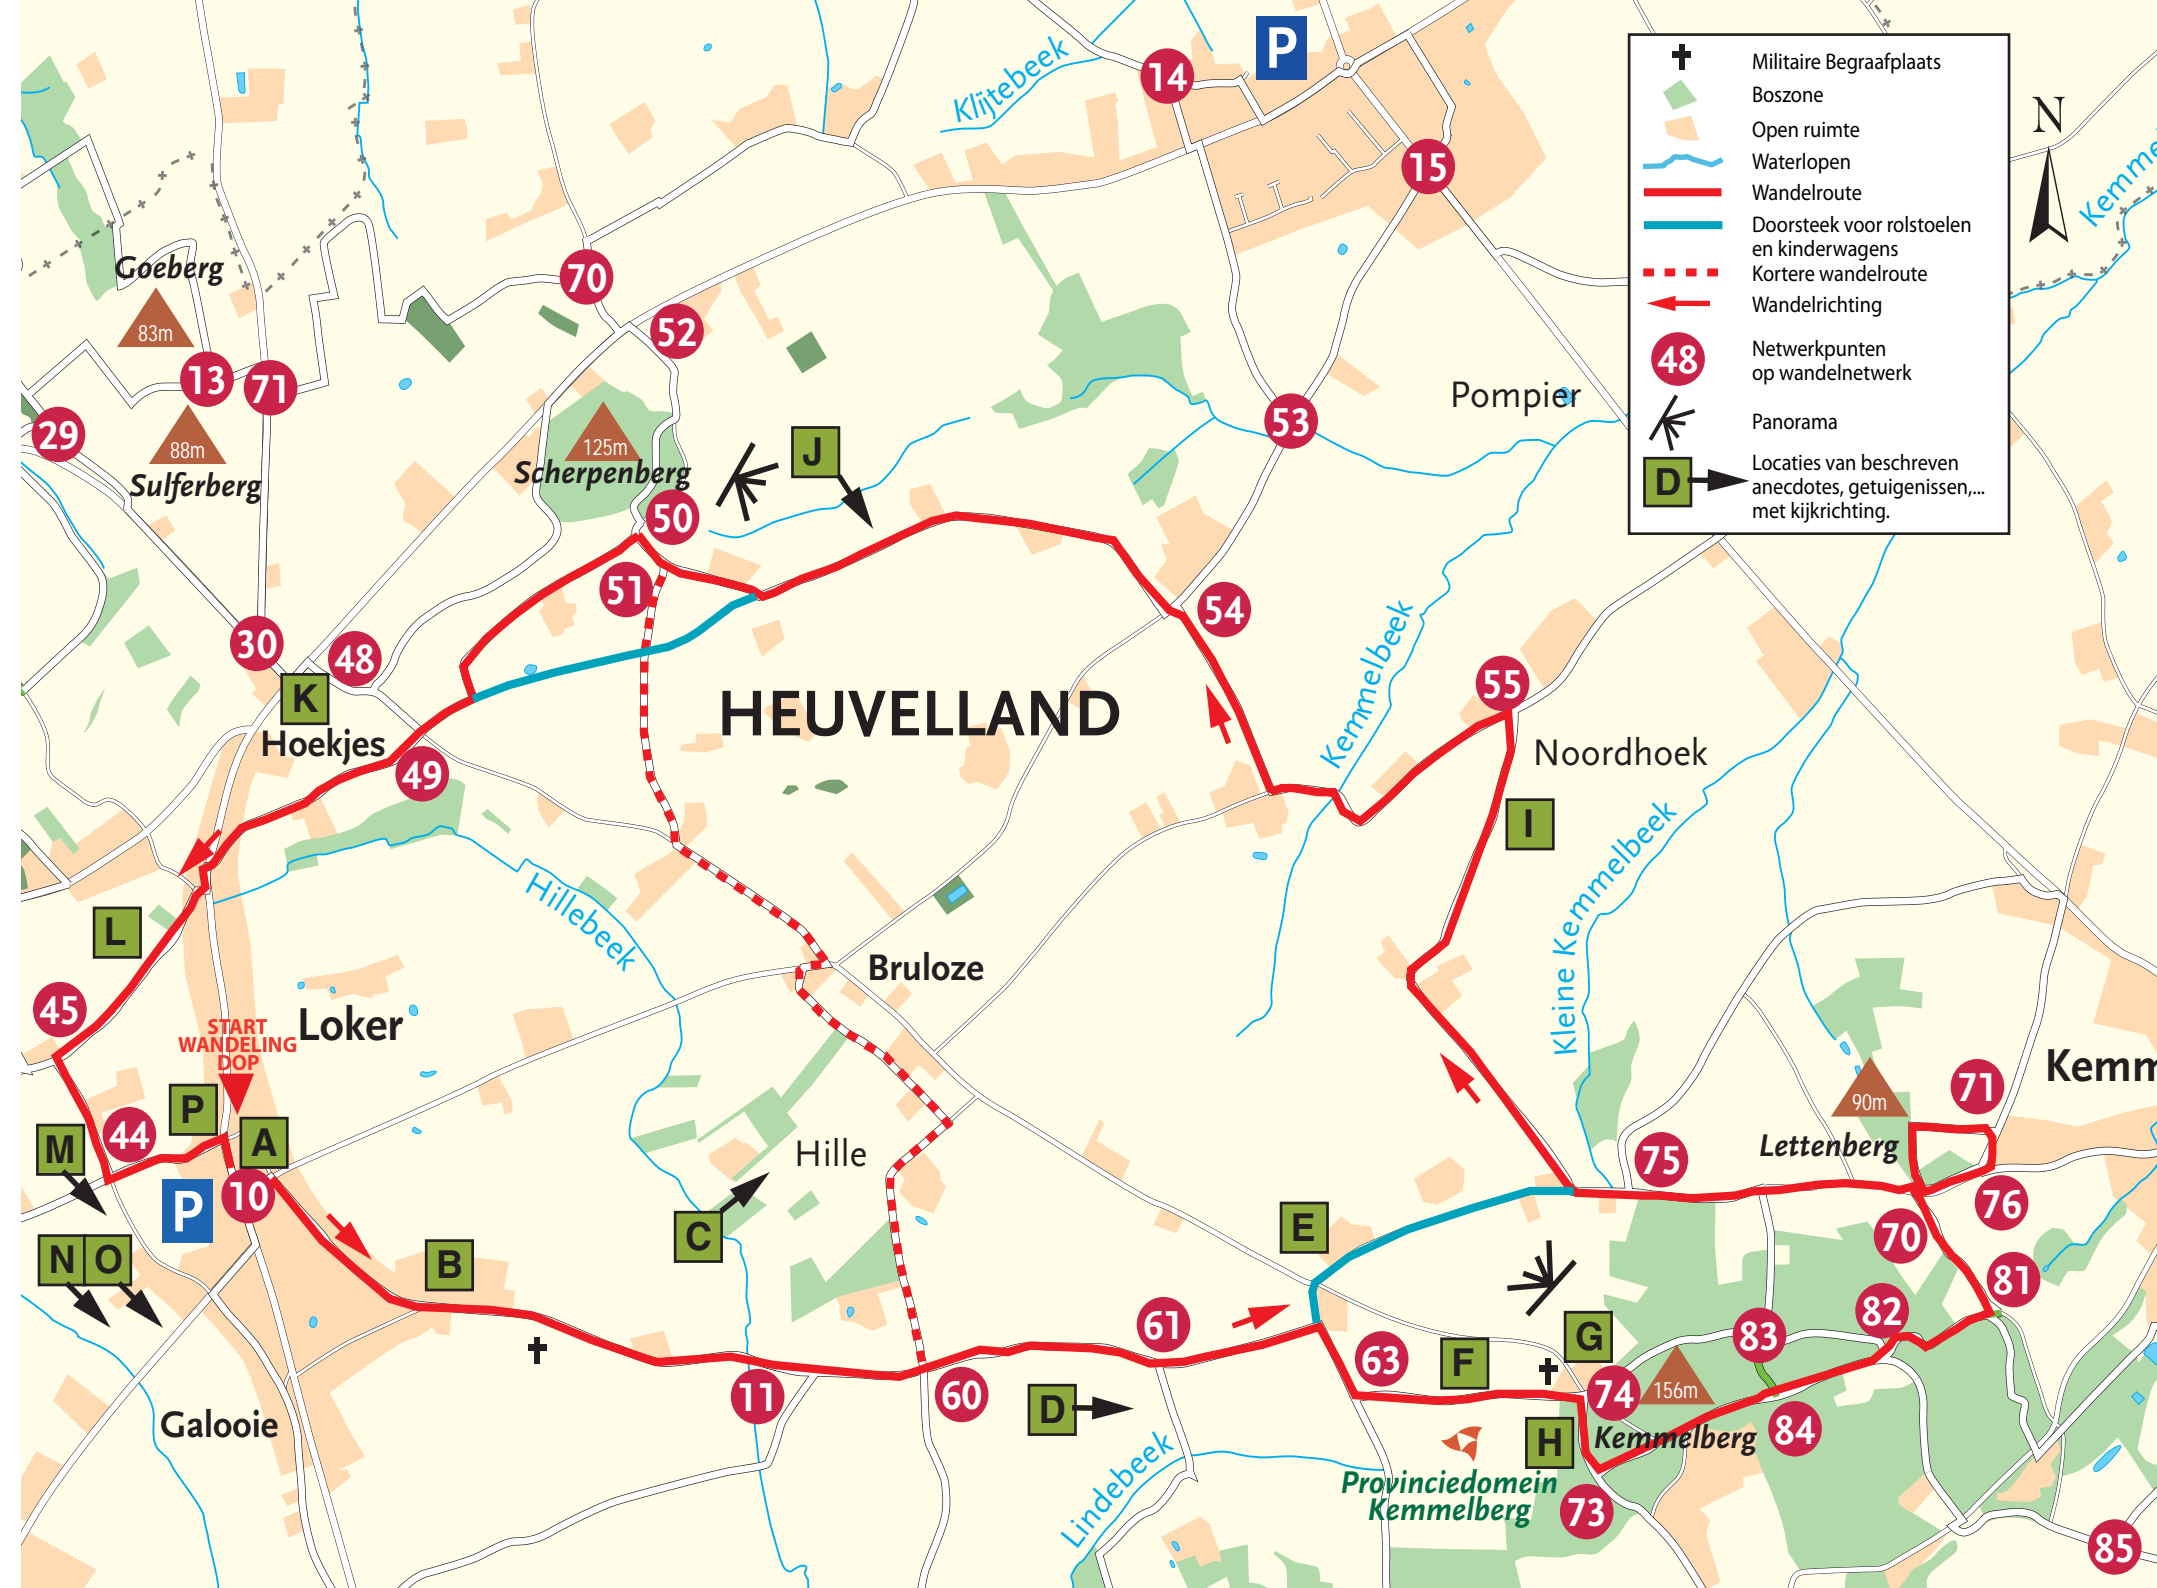 Klijtebeek
14
P
15
Militaire Begraafplaats
Boszone
Open ruimte
Waterlopen
Wandelroute
Doorsteek voor rolstoelen
en kinderwagens
Kortere wandelroute
Wandelrichting
48
Netwerkpunten
op wandelnetwerk
Panorama
D
Locaties van beschreven
anecdotes, getuigenissen,...
met kijkrichting.
N
Kemme
Goeberg
83m
70
52
13
71
29
88m
Sulferberg
125m
Scherpenberg
J
53
Pompier
50
51
54
30
48
K
Hoekjes
49
HEUVELLAND
Kemmelbeek
55
Noordhoek
I
Kleine Kemmelbeek
Hillebeek
L
Bruloze
45
START
WANDELING
DOP
Loker
Kemm
90m
71
Lettenberg
P
44
A
M
10
P
Hille
75
76
C
E
70
N
O
B
81
61
82
83
G
63
F
74
156m
11
60
D
84
Galooie
H
Kemmelberg
Lindebeek
Provinciedomein
Kemmelberg
73
85